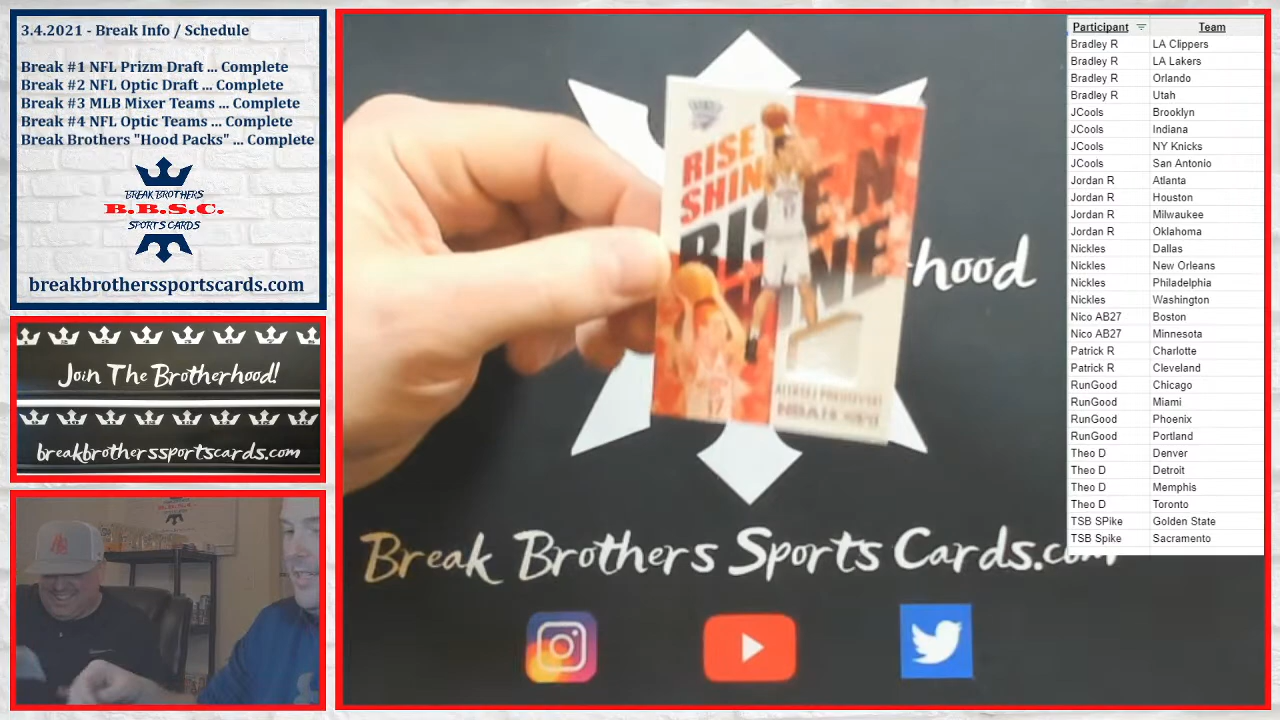 3.4.2021 - Break Info / Schedule
Break #1 NFL Prizm Draft ... Complete
Break #2 NFL Optic Draft ... Complete
Break #3 MLB Mixer Teams ... Complete
Break #4 NFL Optic Teams ... Complete
Break Brothers "Hood Packs" ... Complete
BREAK BROTHERS
B.B.S.C.
SPORTS CARDS
breakbrotherssportscards.com
Join The Brotherhood!
breakbrotherssportscards.com
RISE
SHIN
hood
17
Break Brothers Sports Cards.com
Participant Team
Bradley R LA Clippers
Bradley R LA Lakers
Bradley R Orlando
Bradley R Utah
JCools Brooklyn
JCools Indiana
JCools NY Knicks
JCools San Antonio
Jordan R Atlanta
Jordan R Houston
Jordan R Milwaukee
Jordan R Oklahoma
Nickles Dallas
Nickles New Orleans
Nickles Philadelphia
Nickles Washington
Nico AB27 Boston
Nico AB27 Minnesota
Patrick R Charlotte
Patrick R Cleveland
RunGood Chicago
RunGood Miami
RunGood Phoenix
RunGood Portland
Theo D Denver
Theo D Detroit
Theo D Memphis
Theo D Toronto
TSB SPike Golden State
TSB Spike Sacramento